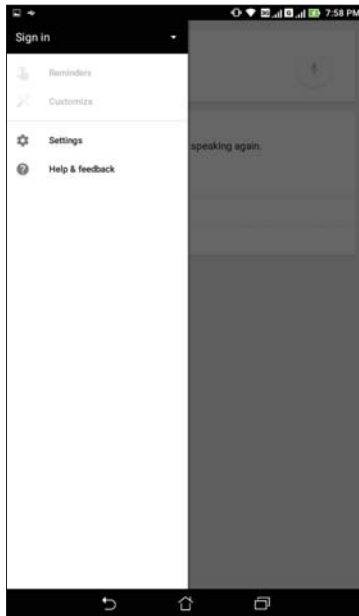 7:58 PM
Sign in
Reminders
Customize
Settings
speaking again.
Help & feedback